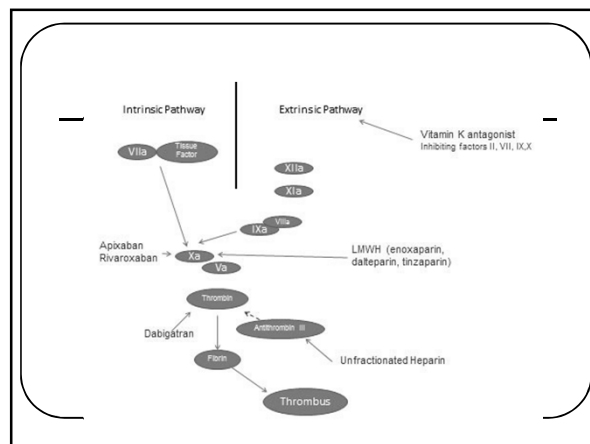 Intrinsic Pathway
Extrinsic Pathway
Vitamin K antagonist
Inhibiting factors II, VII, IX,X
VIIa
Tissue
Factor
XIIa
XIa
VIIIa
IXa
Apixaban
Rivaroxaban
Xa
Va
LMWH (enoxaparin,
dalteparin, tinzaparin)
Thrombin
Dabigatran
Antithrombin III
Unfractionated Heparin
Fibrin
Thrombus